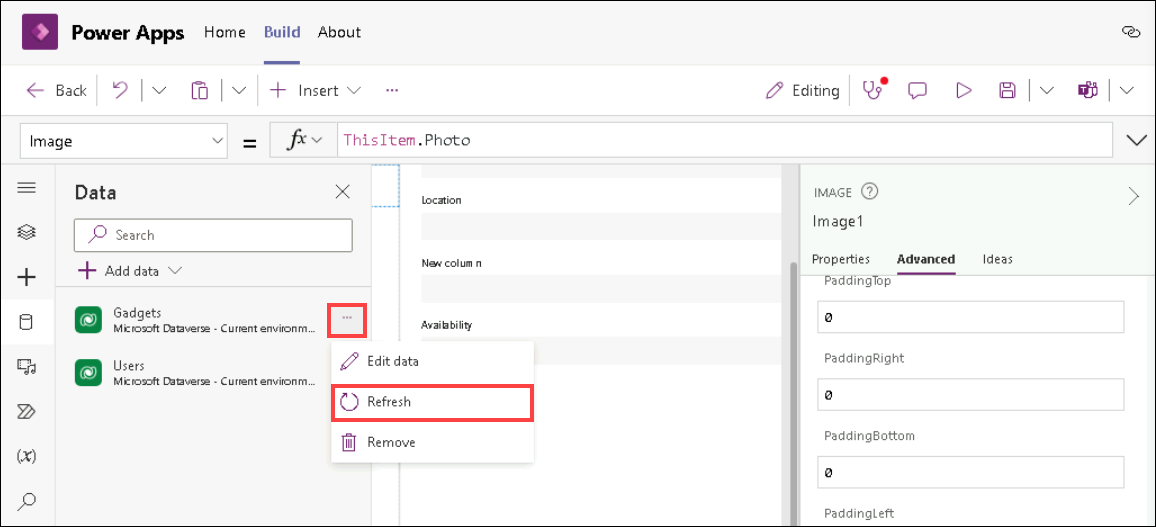 Power Apps Home Build About
Back Insert Editing
Image = fx ThisItem.Photo
Data
Search
Add data
Gadgets
Microsoft Dataverse - Current environm...
Users
Microsoft Dataverse - Current environm...
Edit data
Refresh
Remove
Location
New column
Availability
IMAGE ?
Image1
Properties Advanced Ideas
PaddingTop
0
PaddingRight
0
PaddingBottom
0
PaddingLeft
(x)